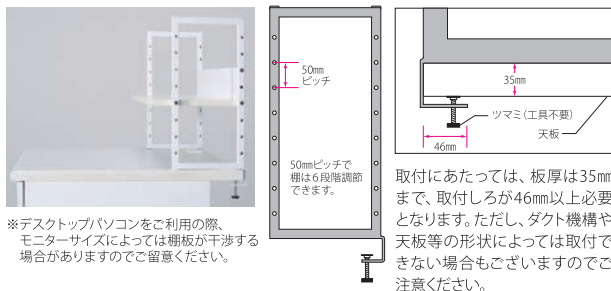 ※デスクトップパソコンをご利用の際、
モニターサイズによっては棚板が干渉する
場合がありますのでご留意ください。
50㎜
ピッチ
50㎜ピッチで
棚は6段階調節
できます。
35㎜
ツマミ（工具不要）
天板
46㎜
取付にあたっては、板厚は35㎜
まで、取付しろが46㎜以上必要
となります。ただし、ダクト機構や
天板等の形状によっては取付で
きない場合もございますのでご
注意ください。